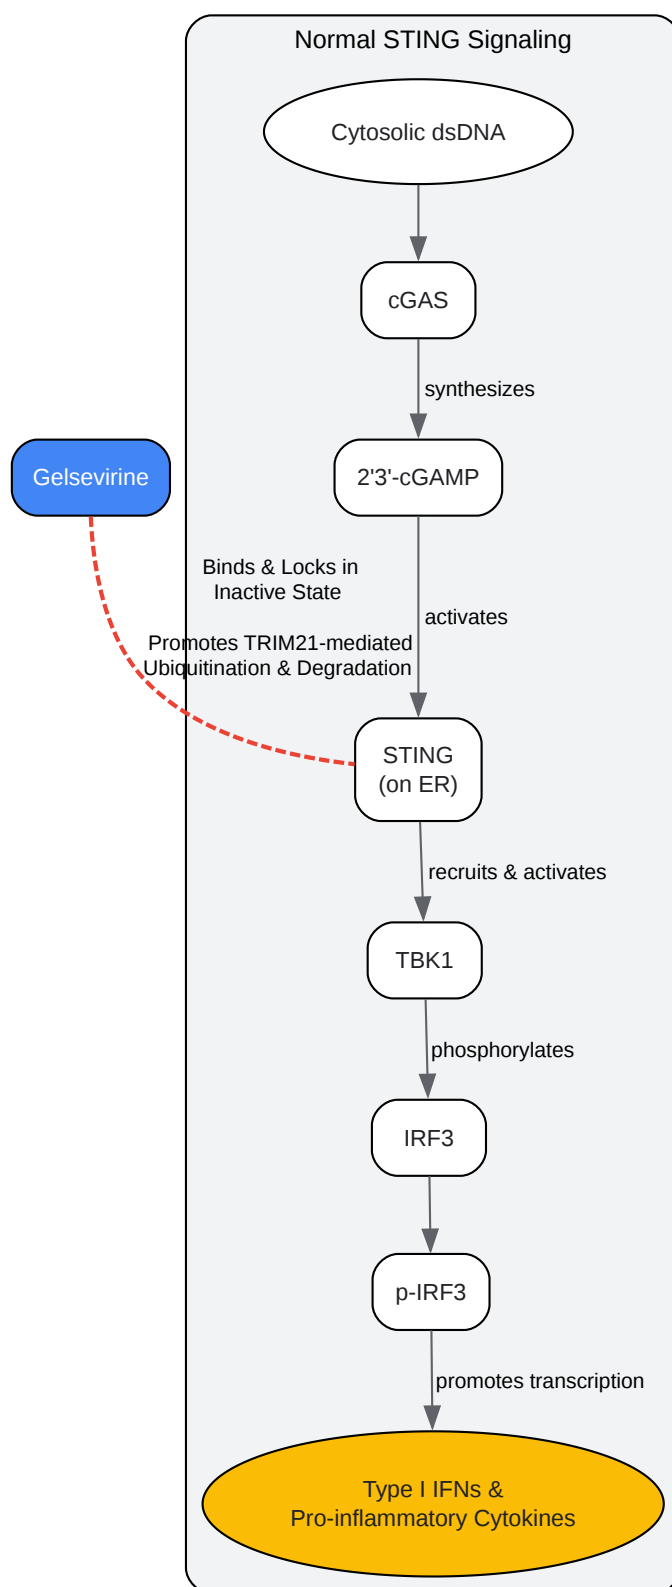 Normal STING Signaling
Cytosolic dsDNA
cGAS
synthesizes
Gelsevirine
2'3'-cGAMP
Binds & Locks in
Inactive State
activates
Promotes TRIM21-mediated
Ubiquitination & Degradation
STING
(on ER)
recruits & activates
TBK1
phosphorylates
IRF3
p-IRF3
promotes transcription
Type I IFNs &
Pro-inflammatory Cytokines